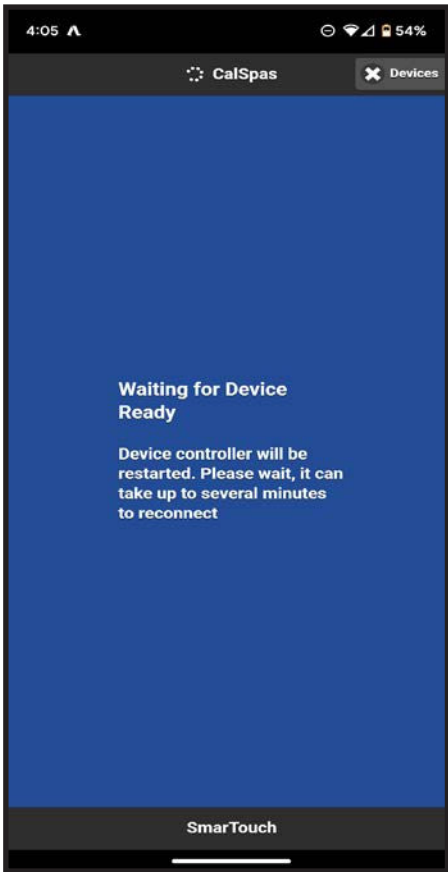 4:05 54%
CalSpas Devices
Waiting for Device
Ready
Device controller will be
restarted. Please wait, it can
take up to several minutes
to reconnect
SmarTouch